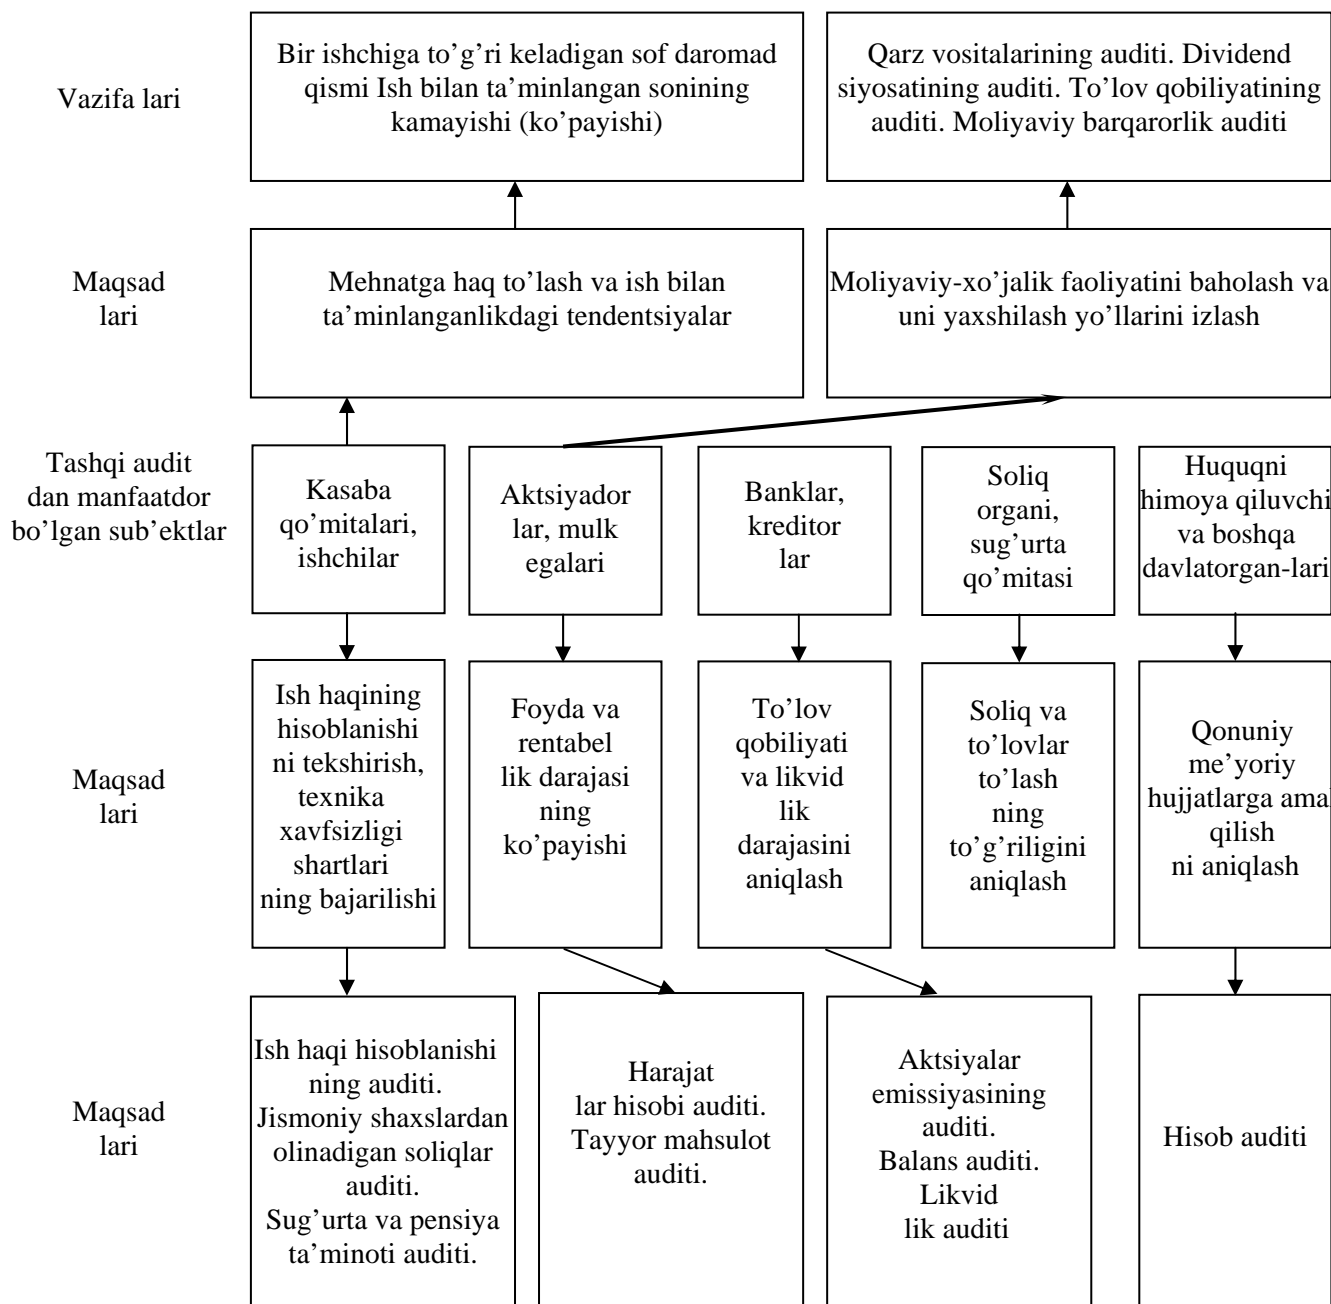 Vazifa lari
Bir ishchiga to’g’ri keladigan sof daromad
qismi Ish bilan ta’minlangan sonining
kamayishi (ko’payishi)
Qarz vositalarining auditi. Dividend
siyosatining auditi. To’lov qobiliyatining
auditi. Moliyaviy barqarorlik auditi
Maqsad
lari
Mehnatga haq to’lash va ish bilan
ta’minlanganlikdagi tendentsiyalar
Moliyaviy-xo’jalik faoliyatini baholash va
uni yaxshilash yo’llarini izlash
Tashqi audit
dan manfaatdor
bo’lgan sub’ektlar
Kasaba
qo’mitalari,
ishchilar
Aktsiyador
lar, mulk
egalari
Banklar,
kreditor
lar
Soliq
organi,
sug’urta
qo’mitasi
Huquqni
himoya qiluvchi
va boshqa
davlatorgan-lari
Maqsad
lari
Ish haqining
hisoblanishi
ni tekshirish,
texnika
xavfsizligi
shartlari
ning bajarilishi
Foyda va
rentabel
lik darajasi
ning
ko’payishi
To’lov
qobiliyati
va likvid
lik
darajasini
aniqlash
Soliq va
to’lovlar
to’lash
ning
to’g’riligini
aniqlash
Qonuniy
me’yoriy
hujjatlarga ama
qilish
ni aniqlash
Maqsad
lari
Ish haqi hisoblanishi
ning auditi.
Jismoniy shaxslardan
olinadigan soliqlar
auditi.
Sug’urta va pensiya
ta’minoti auditi.
Harajat
lar hisobi auditi.
Tayyor mahsulot
auditi.
Aktsiyalar
emissiyasining
auditi.
Balans auditi.
Likvid
lik auditi
Hisob auditi